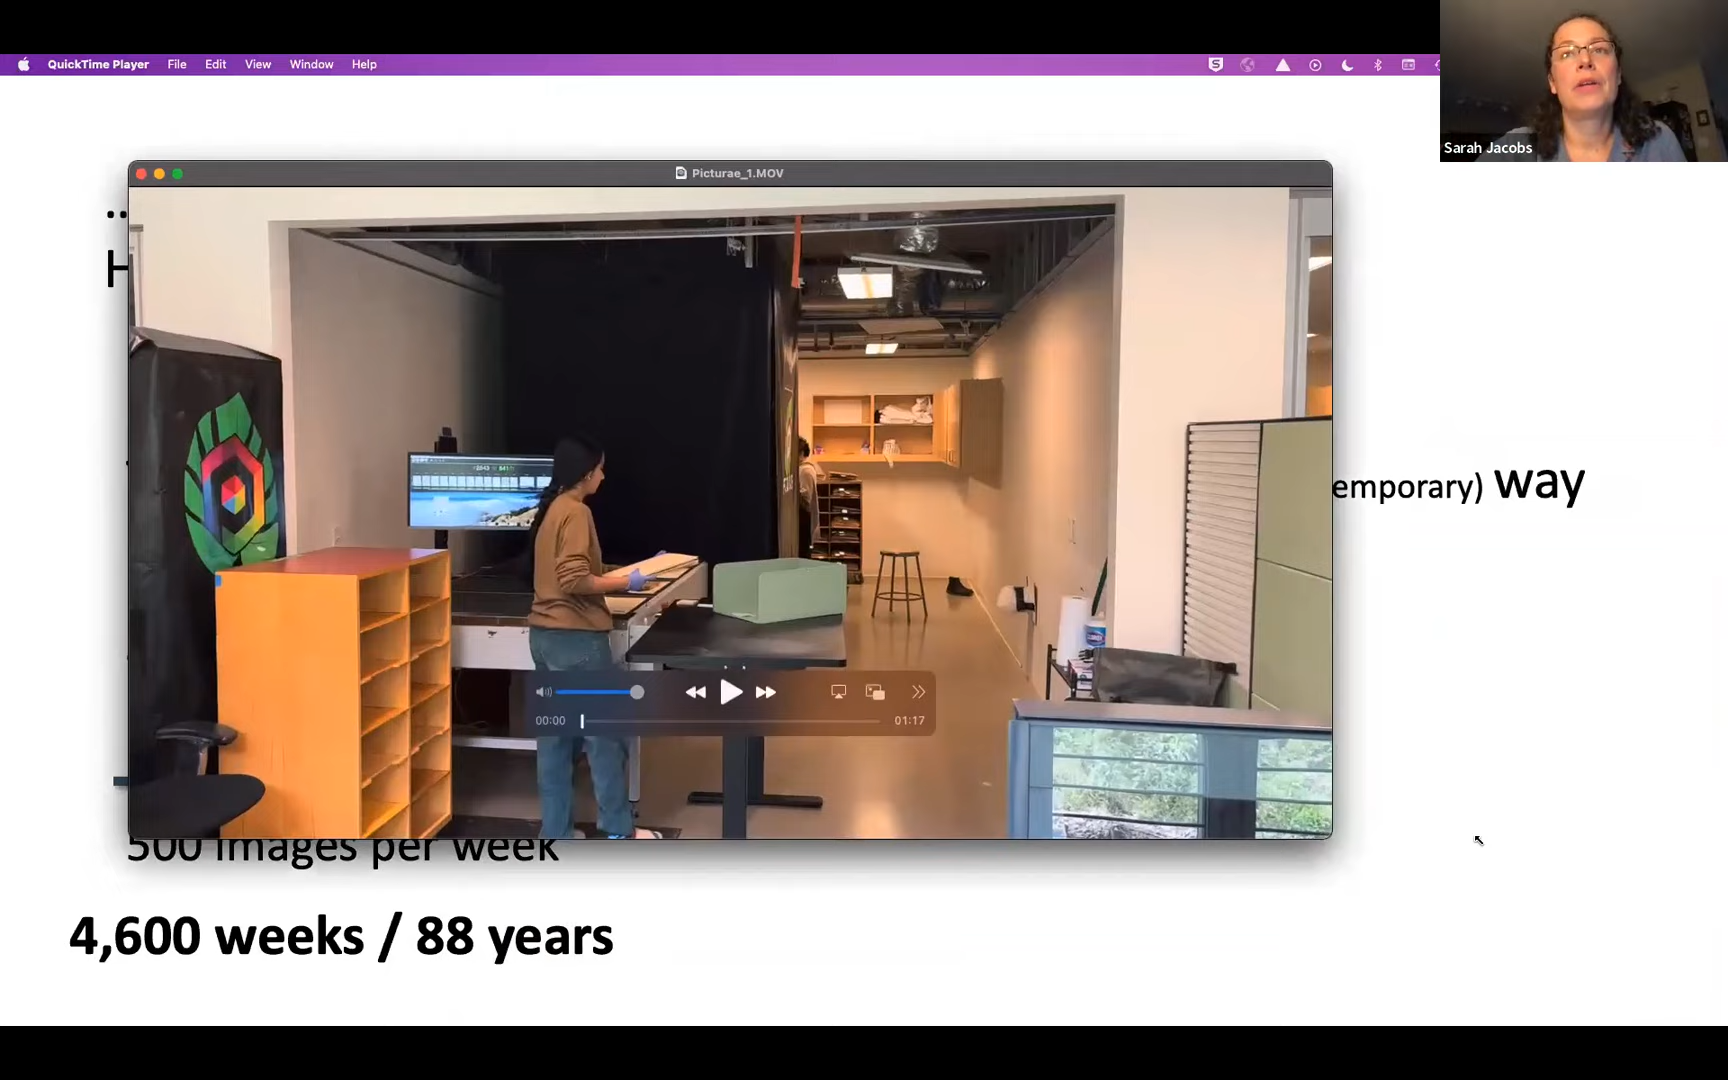 QuickTime Player File Edit View Window Help
Sarah Jacobs
Picturae_1.MOV
..
H
emporary) way
00:00
01:17
500 images per week
4,600 weeks / 88 years